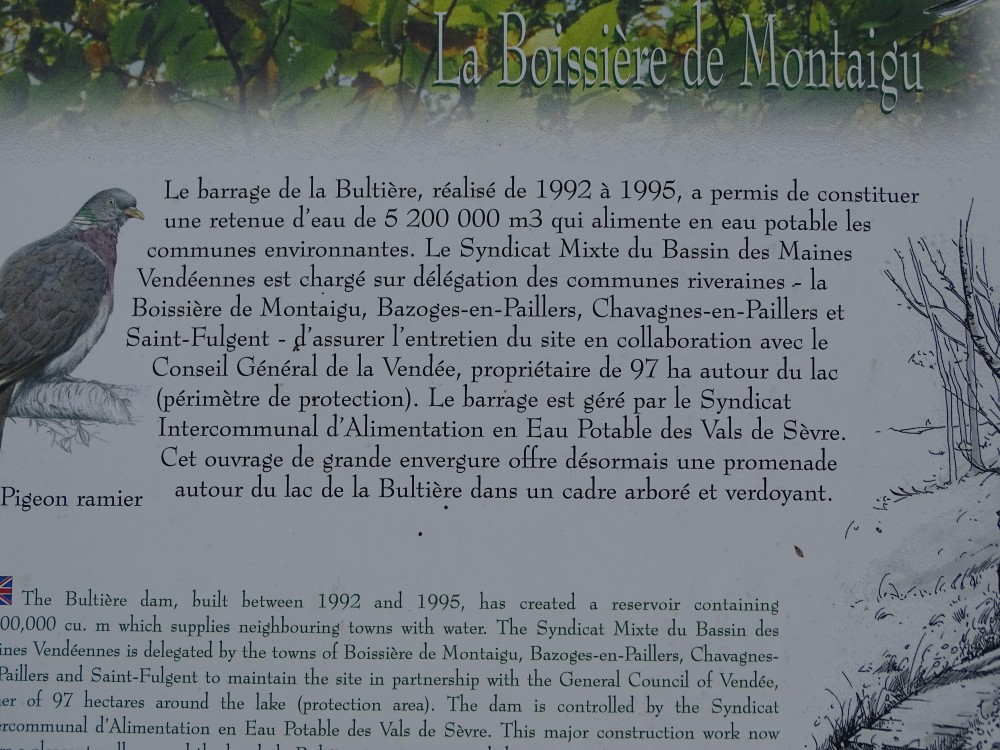 La Boissière de Montaigu
Le barrage de la Bultière, réalisé de 1992 à 1995, a permis de constituer
une retenue d'eau de 5 200 000 m3 qui alimente en eau potable les
communes environnantes. Le Syndicat Mixte du Bassin des Maines
Vendéennes est chargé sur délégation des communes riveraines - la
Boissière de Montaigu, Bazoges-en-Paillers, Chavagnes-en-Paillers et
Saint-Fulgent - d'assurer l'entretien du site en collaboration avec le
Conseil Général de la Vendée, propriétaire de 97 ha autour du lac
(périmètre de protection). Le barrage est géré par le Syndicat
Intercommunal d'Alimentation en Eau Potable des Vals de Sèvre.
Cet ouvrage de grande envergure offre désormais une promenade
autour du lac de la Bultière dans un cadre arboré et verdoyant.
Pigeon ramier
The Bultière dam, built between 1992 and 1995, has created a reservoir containing
00,000 cu. m which supplies neighbouring towns with water. The Syndicat Mixte du Bassin des
ines Vendéennes is delegated by the towns of Boissière de Montaigu, Bazoges-en-Paillers, Chavagnes-
Paillers and Saint-Fulgent to maintain the site in partnership with the General Council of Vendée,
er of 97 hectares around the lake (protection area). The dam is controlled by the Syndicat
ercommunal d'Alimentation en Eau Potable des Vals de Sèvre. This major construction work now